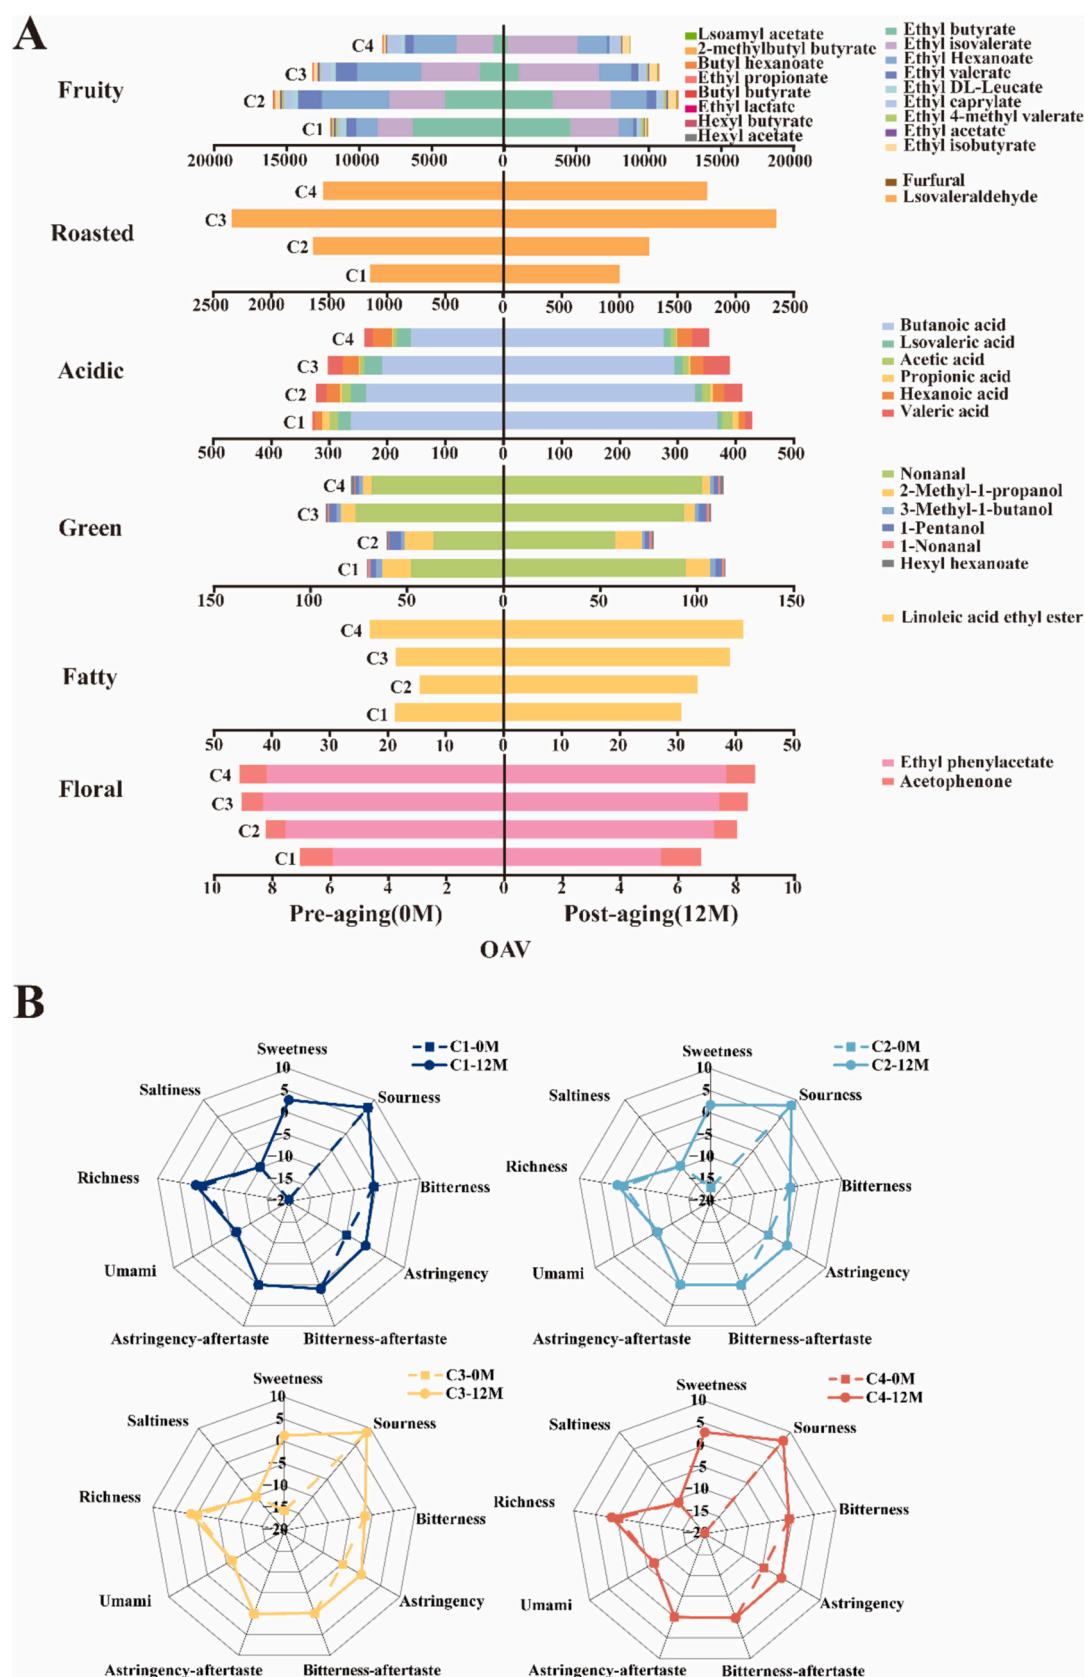 A
Fruity
C4
C3
C2
C1
20000 15000 10000 5000 0 5000 10000 15000 20000
Lsoamyl acetate
2-methylbutyl butyrate
Butyl hexanoate
Ethyl propionate
Butyl butyrate
Ethyl lactate
Hexyl butyrate
Hexyl acetate
Ethyl butyrate
Ethyl isovalerate
Ethyl Hexanoate
Ethyl valerate
Ethyl DL-Leucate
Ethyl caprylate
Ethyl 4-methyl valerate
Ethyl acetate
Ethyl isobutyrate
Roasted
C4
C3
C2
C1
2500 2000 1500 1000 500 0 500 1000 1500 2000 2500
Furfural
Lsovaleraldehyde
Acidic
C4
C3
C2
C1
500 400 300 200 100 0 100 200 300 400 500
Butanoic acid
Lsovaleric acid
Acetic acid
Propionic acid
Hexanoic acid
Valeric acid
Green
C4
C3
C2
C1
150 100 50 0 50 100 150
Nonanal
2-Methyl-1-propanol
3-Methyl-1-butanol
1-Pentanol
1-Nonanal
Hexyl hexanoate
Fatty
C4
C3
C2
C1
50 40 30 20 10 0 10 20 30 40 50
Linoleic acid ethyl ester
Floral
C4
C3
C2
C1
10 8 6 4 2 0 2 4 6 8 10
Ethyl phenylacetate
Acetophenone
Pre-aging(0M) Post-aging(12M)
OAV
B
C1-0M
C1-12M
Sweetness
Sourness
Bitterness
Astringency
Bitterness-aftertaste
Astringency-aftertaste
Umami
Richness
Saltiness
10
5
0
-5
-10
-15
-20
C2-0M
C2-12M
Sweetness
Sourness
Bitterness
Astringency
Bitterness-aftertaste
Astringency-aftertaste
Umami
Richness
Saltiness
10
5
0
-5
-10
-15
-20
C3-0M
C3-12M
Sweetness
Sourness
Bitterness
Astringency
Bitterness-aftertaste
Astringency-aftertaste
Umami
Richness
Saltiness
10
5
0
-5
-10
-15
-20
C4-0M
C4-12M
Sweetness
Sourness
Bitterness
Astringency
Bitterness-aftertaste
Astringency-aftertaste
Umami
Richness
Saltiness
10
5
0
-5
-10
-15
-20